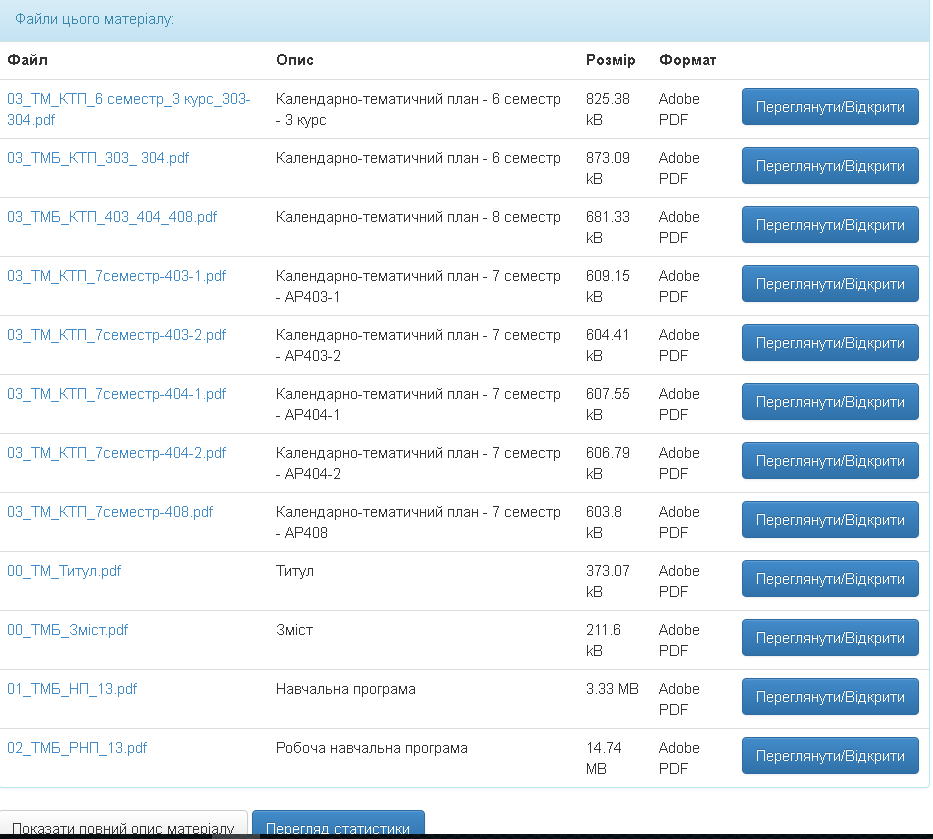 Файли цього матеріалу:
Файл Опис Розмір Формат
03_ТМ_КТП_6 семестр_3 курс_303- Календарно-тематичний план - 6 семестр 825.38 Adobe Переглянути/Відкрити
304.pdf - 3 курс kB PDF
03_ТМБ_КТП_303_ 304.pdf Календарно-тематичний план - 6 семестр 873.09 Adobe Переглянути/Відкрити
kB PDF
03_ТМБ_КТП_403_404_408.pdf Календарно-тематичний план - 8 семестр 681.33 Adobe Переглянути/Відкрити
kB PDF
03_ТМ_КТП_7семестр-403-1.pdf Календарно-тематичний план - 7 семестр 609.15 Adobe Переглянути/Відкрити
- АР403-1 kB PDF
03_ТМ_КТП_7семестр-403-2.pdf Календарно-тематичний план - 7 семестр 604.41 Adobe Переглянути/Відкрити
- АР403-2 kB PDF
03_ТМ_КТП_7семестр-404-1.pdf Календарно-тематичний план - 7 семестр 607.55 Adobe Переглянути/Відкрити
- АР404-1 kB PDF
03_ТМ_КТП_7семестр-404-2.pdf Календарно-тематичний план - 7 семестр 606.79 Adobe Переглянути/Відкрити
- АР404-2 kB PDF
03_ТМ_КТП_7семестр-408.pdf Календарно-тематичний план - 7 семестр 603.8 Adobe Переглянути/Відкрити
- АР408 kB PDF
00_ТМ_Титул.pdf Титул 373.07 Adobe Переглянути/Відкрити
kB PDF
00_ТМБ_Зміст.pdf Зміст 211.6 Adobe Переглянути/Відкрити
kB PDF
01_ТМБ_НП_13.pdf Навчальна програма 3.33 MB Adobe Переглянути/Відкрити
PDF
02_ТМБ_РНП_13.pdf Робоча навчальна програма 14.74 Adobe Переглянути/Відкрити
MB PDF
Показати повний опис матеріалу Перегляд статистики